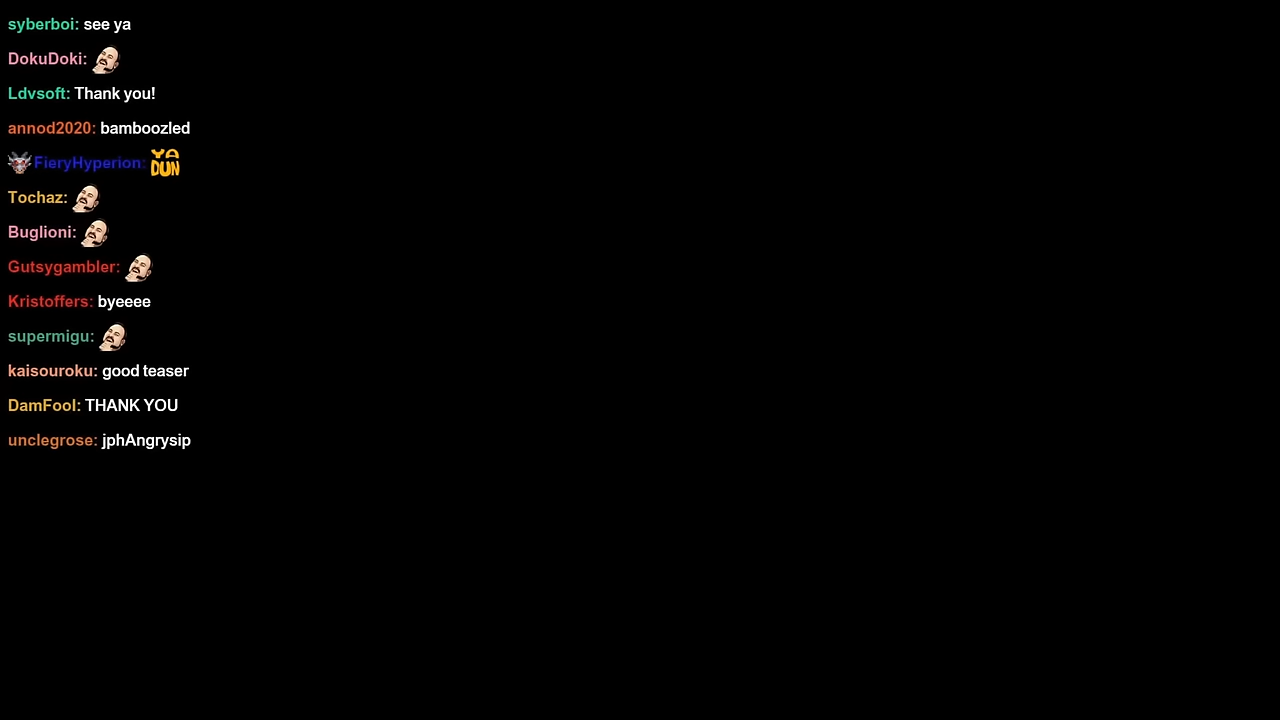 syberboi: see ya
DokuDoki:
Ldvsoft: Thank you!
annod2020: bamboozled
FieryHyperion: YA DUN
Tochaz:
Buglioni:
Gutsygambler:
Kristoffers: byeeee
supermigu:
kaisouroku: good teaser
DamFool: THANK YOU
unclegrose: jphAngrysip